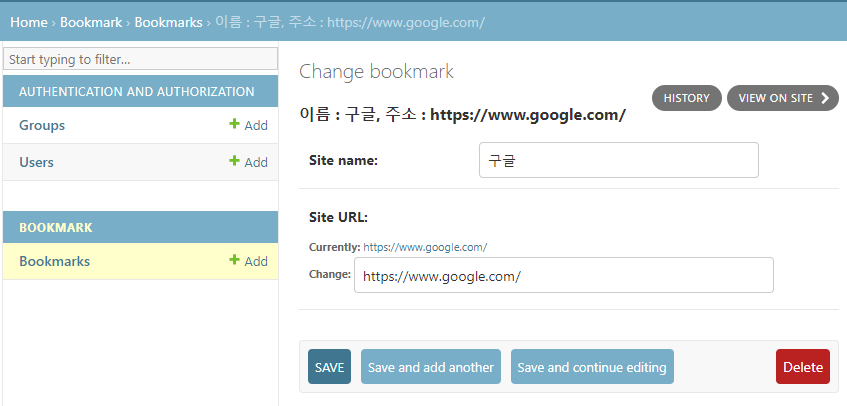 Home › Bookmark › Bookmarks › 이름 : 구글, 주소 : https://www.google.com/
Start typing to filter...
AUTHENTICATION AND AUTHORIZATION
Groups + Add
Users + Add
BOOKMARK
Bookmarks + Add
Change bookmark
HISTORY VIEW ON SITE
이름 : 구글, 주소 : https://www.google.com/
Site name: 구글
Site URL:
Currently: https://www.google.com/
Change: https://www.google.com/
SAVE Save and add another Save and continue editing Delete